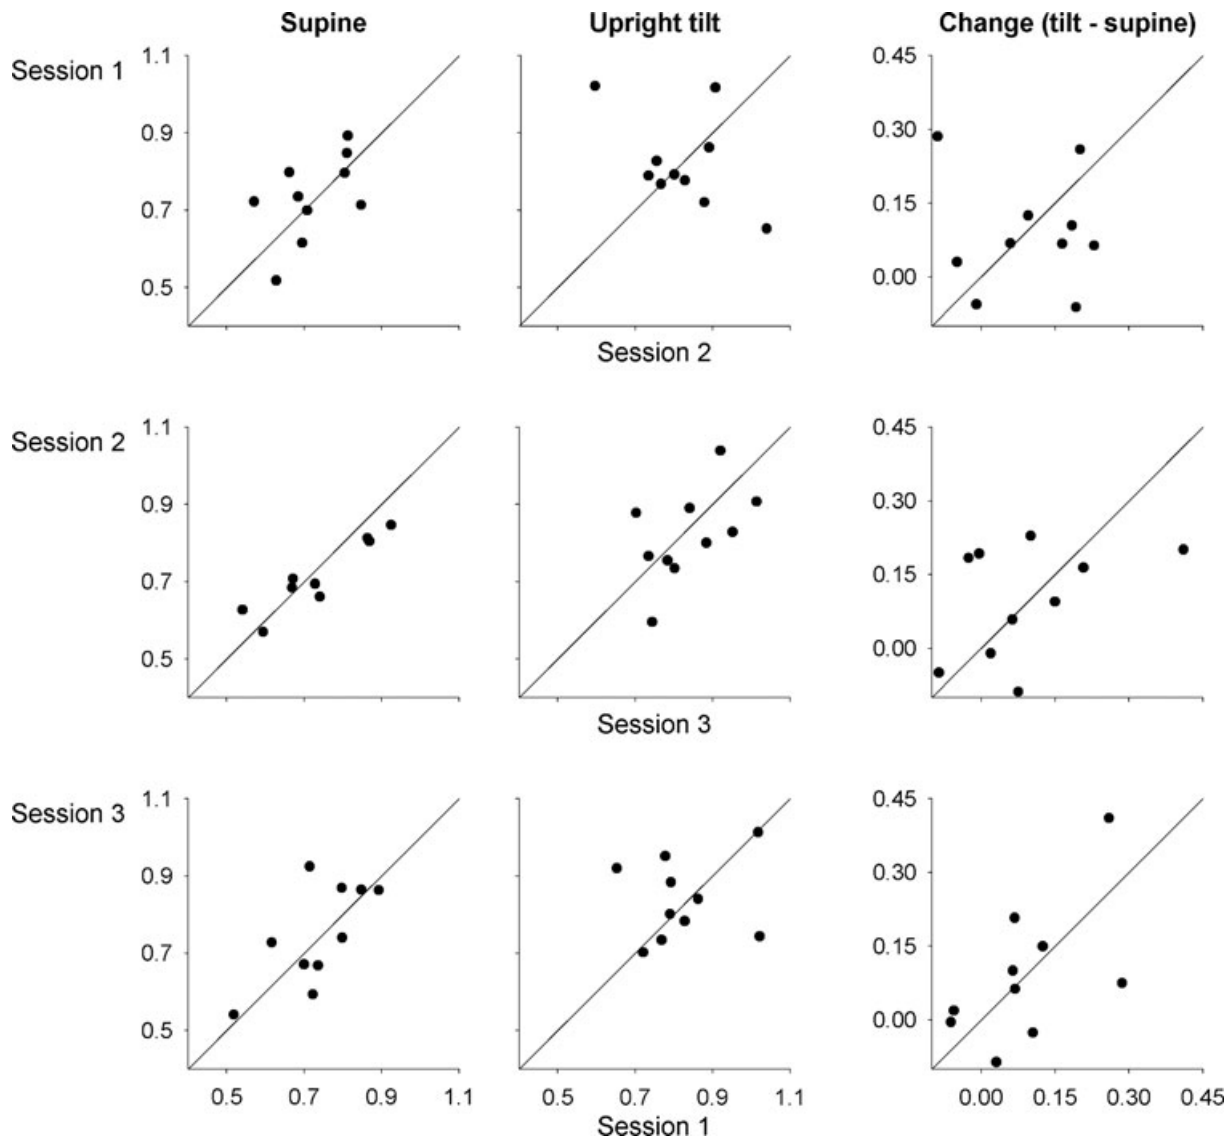 Supine Upright tilt Change (tilt - supine)
Session 1
1.1 0.45
0.9 0.30
0.7 0.15
0.5 0.00
Session 2
Session 2
1.1 0.45
0.9 0.30
0.7 0.15
0.5 0.00
Session 3
Session 3
1.1 0.45
0.9 0.30
0.7 0.15
0.5 0.00
0.5 0.7 0.9 1.1 0.5 0.7 0.9 1.1 0.00 0.15 0.30 0.45
Session 1